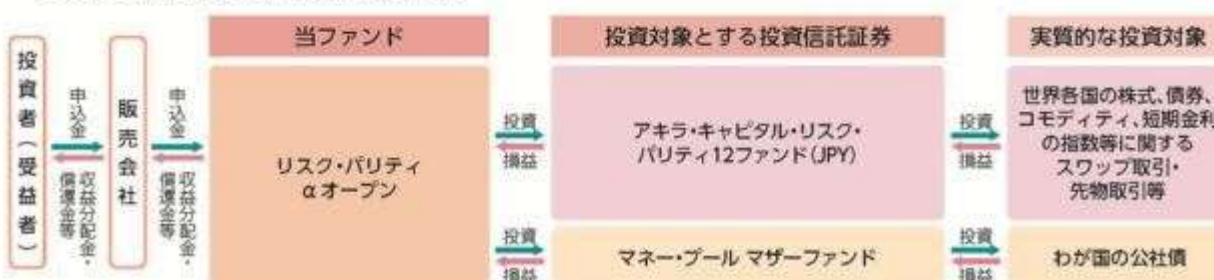 投資者（受益者）
申込金
収益分配金・
償還金等
販売会社
申込金
収益分配金・
償還金等
当ファンド
リスク・パリティ
αオープン
投資
損益
投資
損益
投資対象とする投資信託証券
アキラ・キャピタル・リスク・
パリティ12ファンド(JPY)
マネー・プール マザーファンド
投資
損益
投資
損益
実質的な投資対象
世界各国の株式、債券、
コモディティ、短期金利
の指数等に関する
スワップ取引・
先物取引等
わが国の公社債